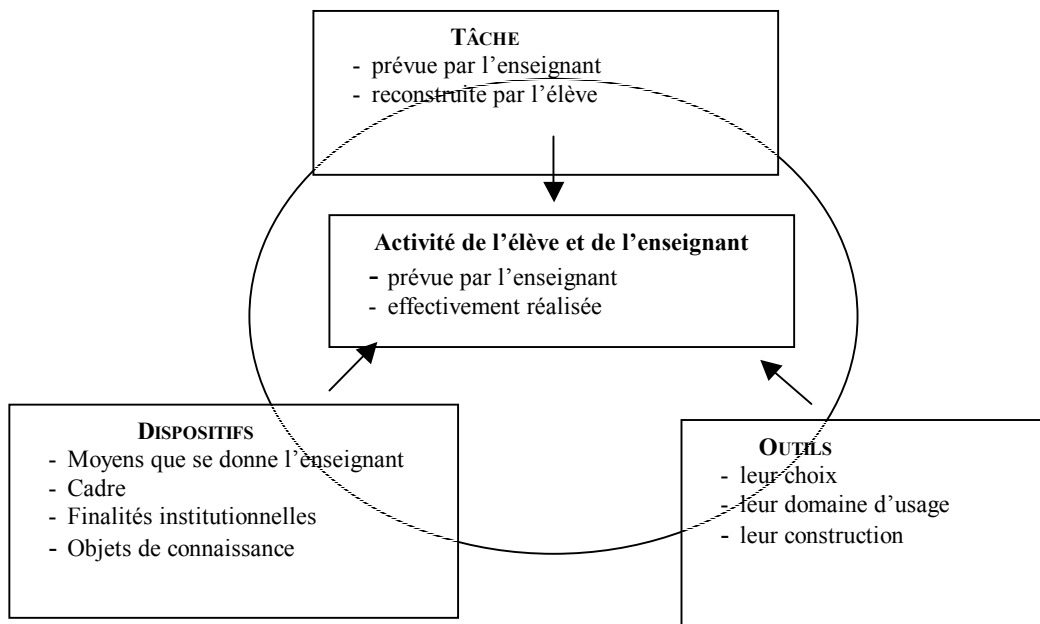 TÂCHE
- prévue par l’enseignant
- reconstruite par l’élève
Activité de l’élève et de l’enseignant
- prévue par l’enseignant
- effectivement réalisée
DISPOSITIFS
- Moyens que se donne l’enseignant
- Cadre
- Finalités institutionnelles
- Objets de connaissance
OUTILS
- leur choix
- leur domaine d’usage
- leur construction